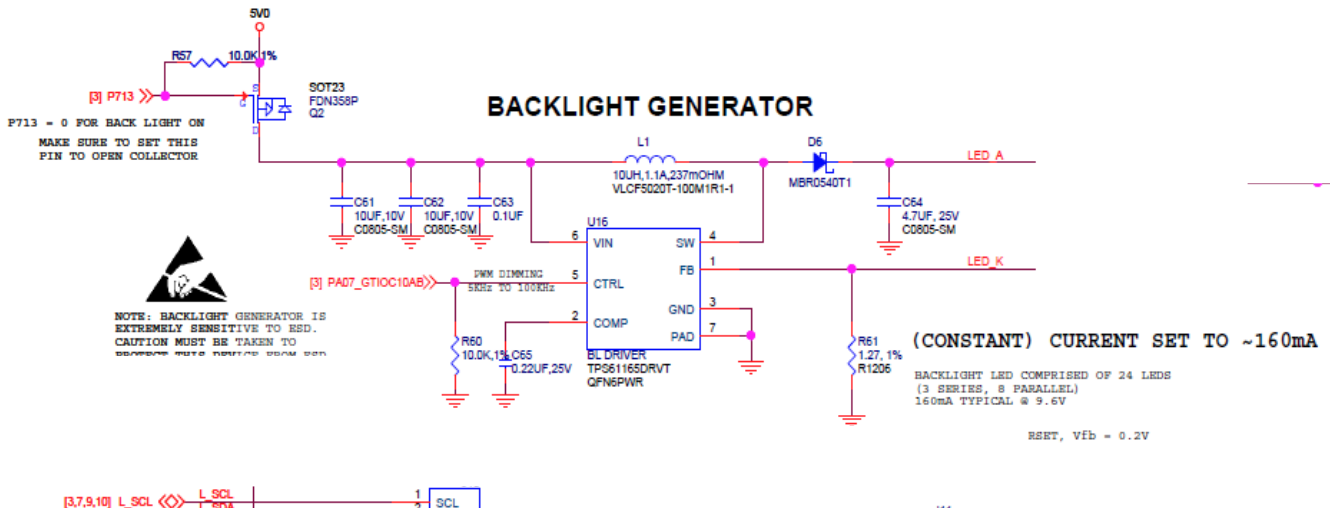 5V0
R57
10.0K,1%
[3] P713
S
G
D
SOT23
FDN358P
Q2
P713 = 0 FOR BACK LIGHT ON
MAKE SURE TO SET THIS
PIN TO OPEN COLLECTOR
BACKLIGHT GENERATOR
L1
10UH,1.1A,237mOHM
VLCF5020T-100M1R1-1
D6
MBR0540T1
LED_A
C61
10UF,10V
C0805-SM
C62
10UF,10V
C0805-SM
C63
0.1UF
C64
4.7UF, 25V
C0805-SM
U16
6
VIN
SW
4
FB
1
LED_K
[3] PA07_GTIOC10AB
PWM DIMMING
5KHz TO 100KHz
5
CTRL
GND
3
2
COMP
PAD
7
BL DRIVER
TPS61165DRVT
QFN6PWR
R60
10.0K,1%
C65
0.22UF,25V
R61
1.27, 1%
R1206
NOTE: BACKLIGHT GENERATOR IS
EXTREMELY SENSITIVE TO ESD.
CAUTION MUST BE TAKEN TO
PROTECT THIS DEVICE FROM ESD
(CONSTANT) CURRENT SET TO ~160mA
BACKLIGHT LED COMPRISED OF 24 LEDS
(3 SERIES, 8 PARALLEL)
160mA TYPICAL @ 9.6V
RSET, Vfb = 0.2V
[3,7,9,10] L_SCL
L_SCL
L_SDA
1
2
SCL